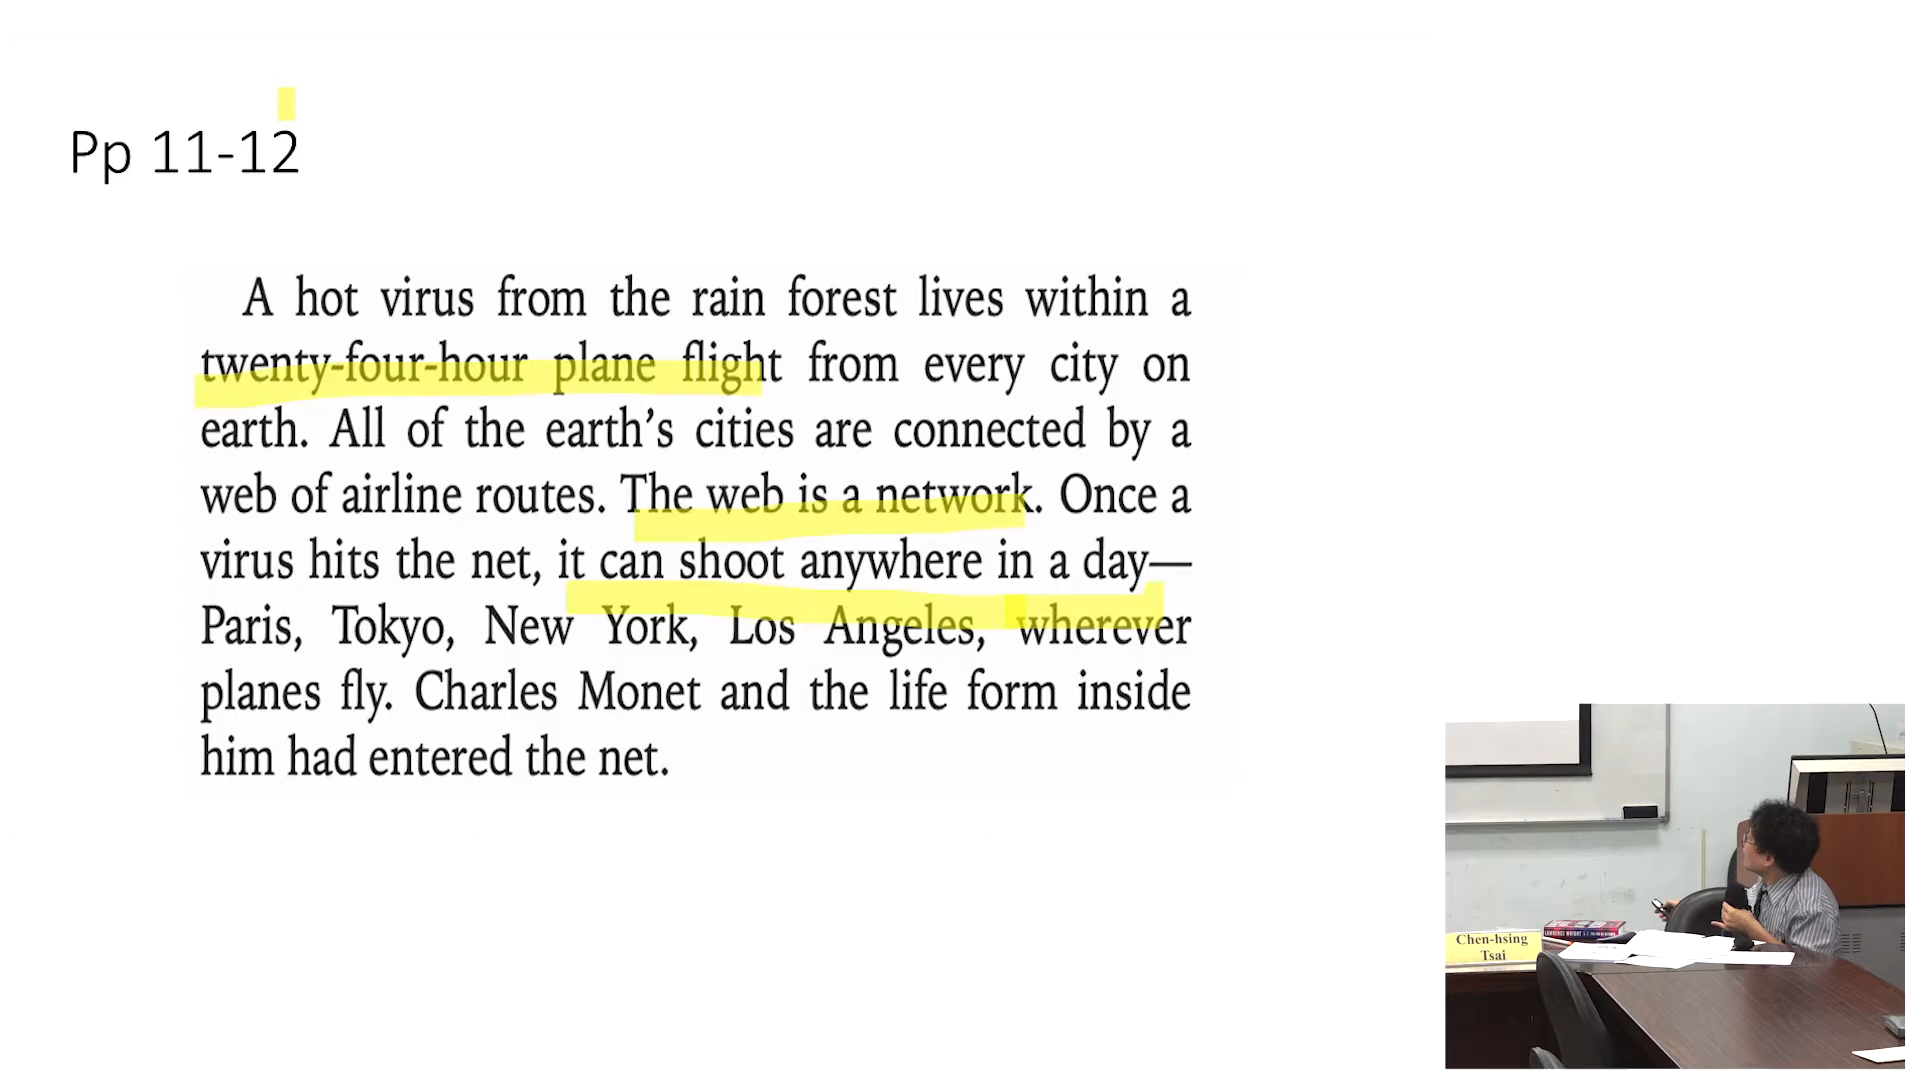 Pp 11-12
A hot virus from the rain forest lives within a
twenty-four-hour plane flight from every city on
earth. All of the earth’s cities are connected by a
web of airline routes. The web is a network. Once a
virus hits the net, it can shoot anywhere in a day—
Paris, Tokyo, New York, Los Angeles, wherever
planes fly. Charles Monet and the life form inside
him had entered the net.
Chen-hsing
Tsai
LAWRENCE WRIGHT